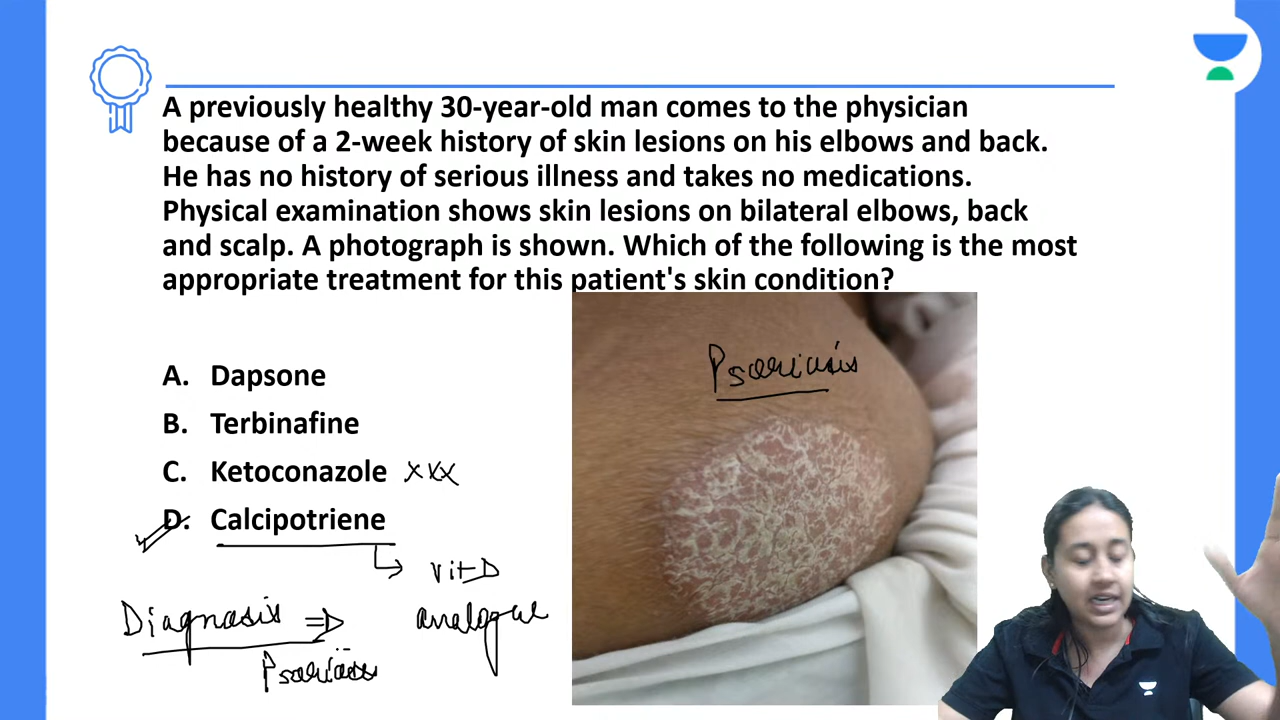 A previously healthy 30-year-old man comes to the physician
because of a 2-week history of skin lesions on his elbows and back.
He has no history of serious illness and takes no medications.
Physical examination shows skin lesions on bilateral elbows, back
and scalp. A photograph is shown. Which of the following is the most
appropriate treatment for this patient's skin condition?
Psoriasis
A. Dapsone
B. Terbinafine
C. Ketoconazole xxx
D. Calcipotriene
Vit D
analogue
Diagnosis ⇒
Psoriasis